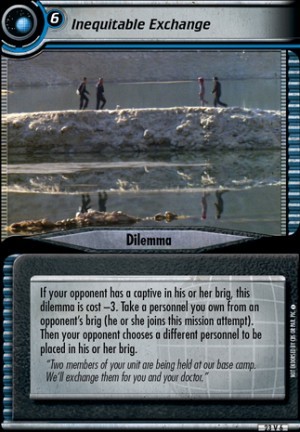 6 Inequitable Exchange
Dilemma
If your opponent has a captive in his or her brig, this
dilemma is cost –3. Take a personnel you own from an
opponent's brig (he or she joins this mission attempt).
Then your opponent chooses a different personnel to be
placed in his or her brig.
"Two members of your unit are being held at our base camp.
We'll exchange them for you and your doctor."
23 V 6